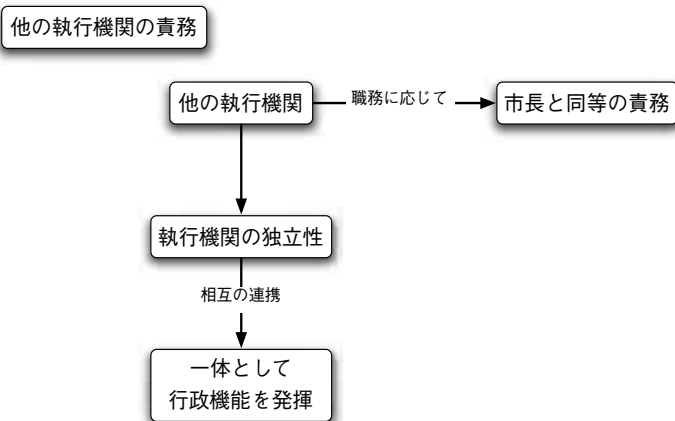 他の執行機関の責務
他の執行機関
職務に応じて
市長と同等の責務
執行機関の独立性
相互の連携
一体として
行政機能を発揮